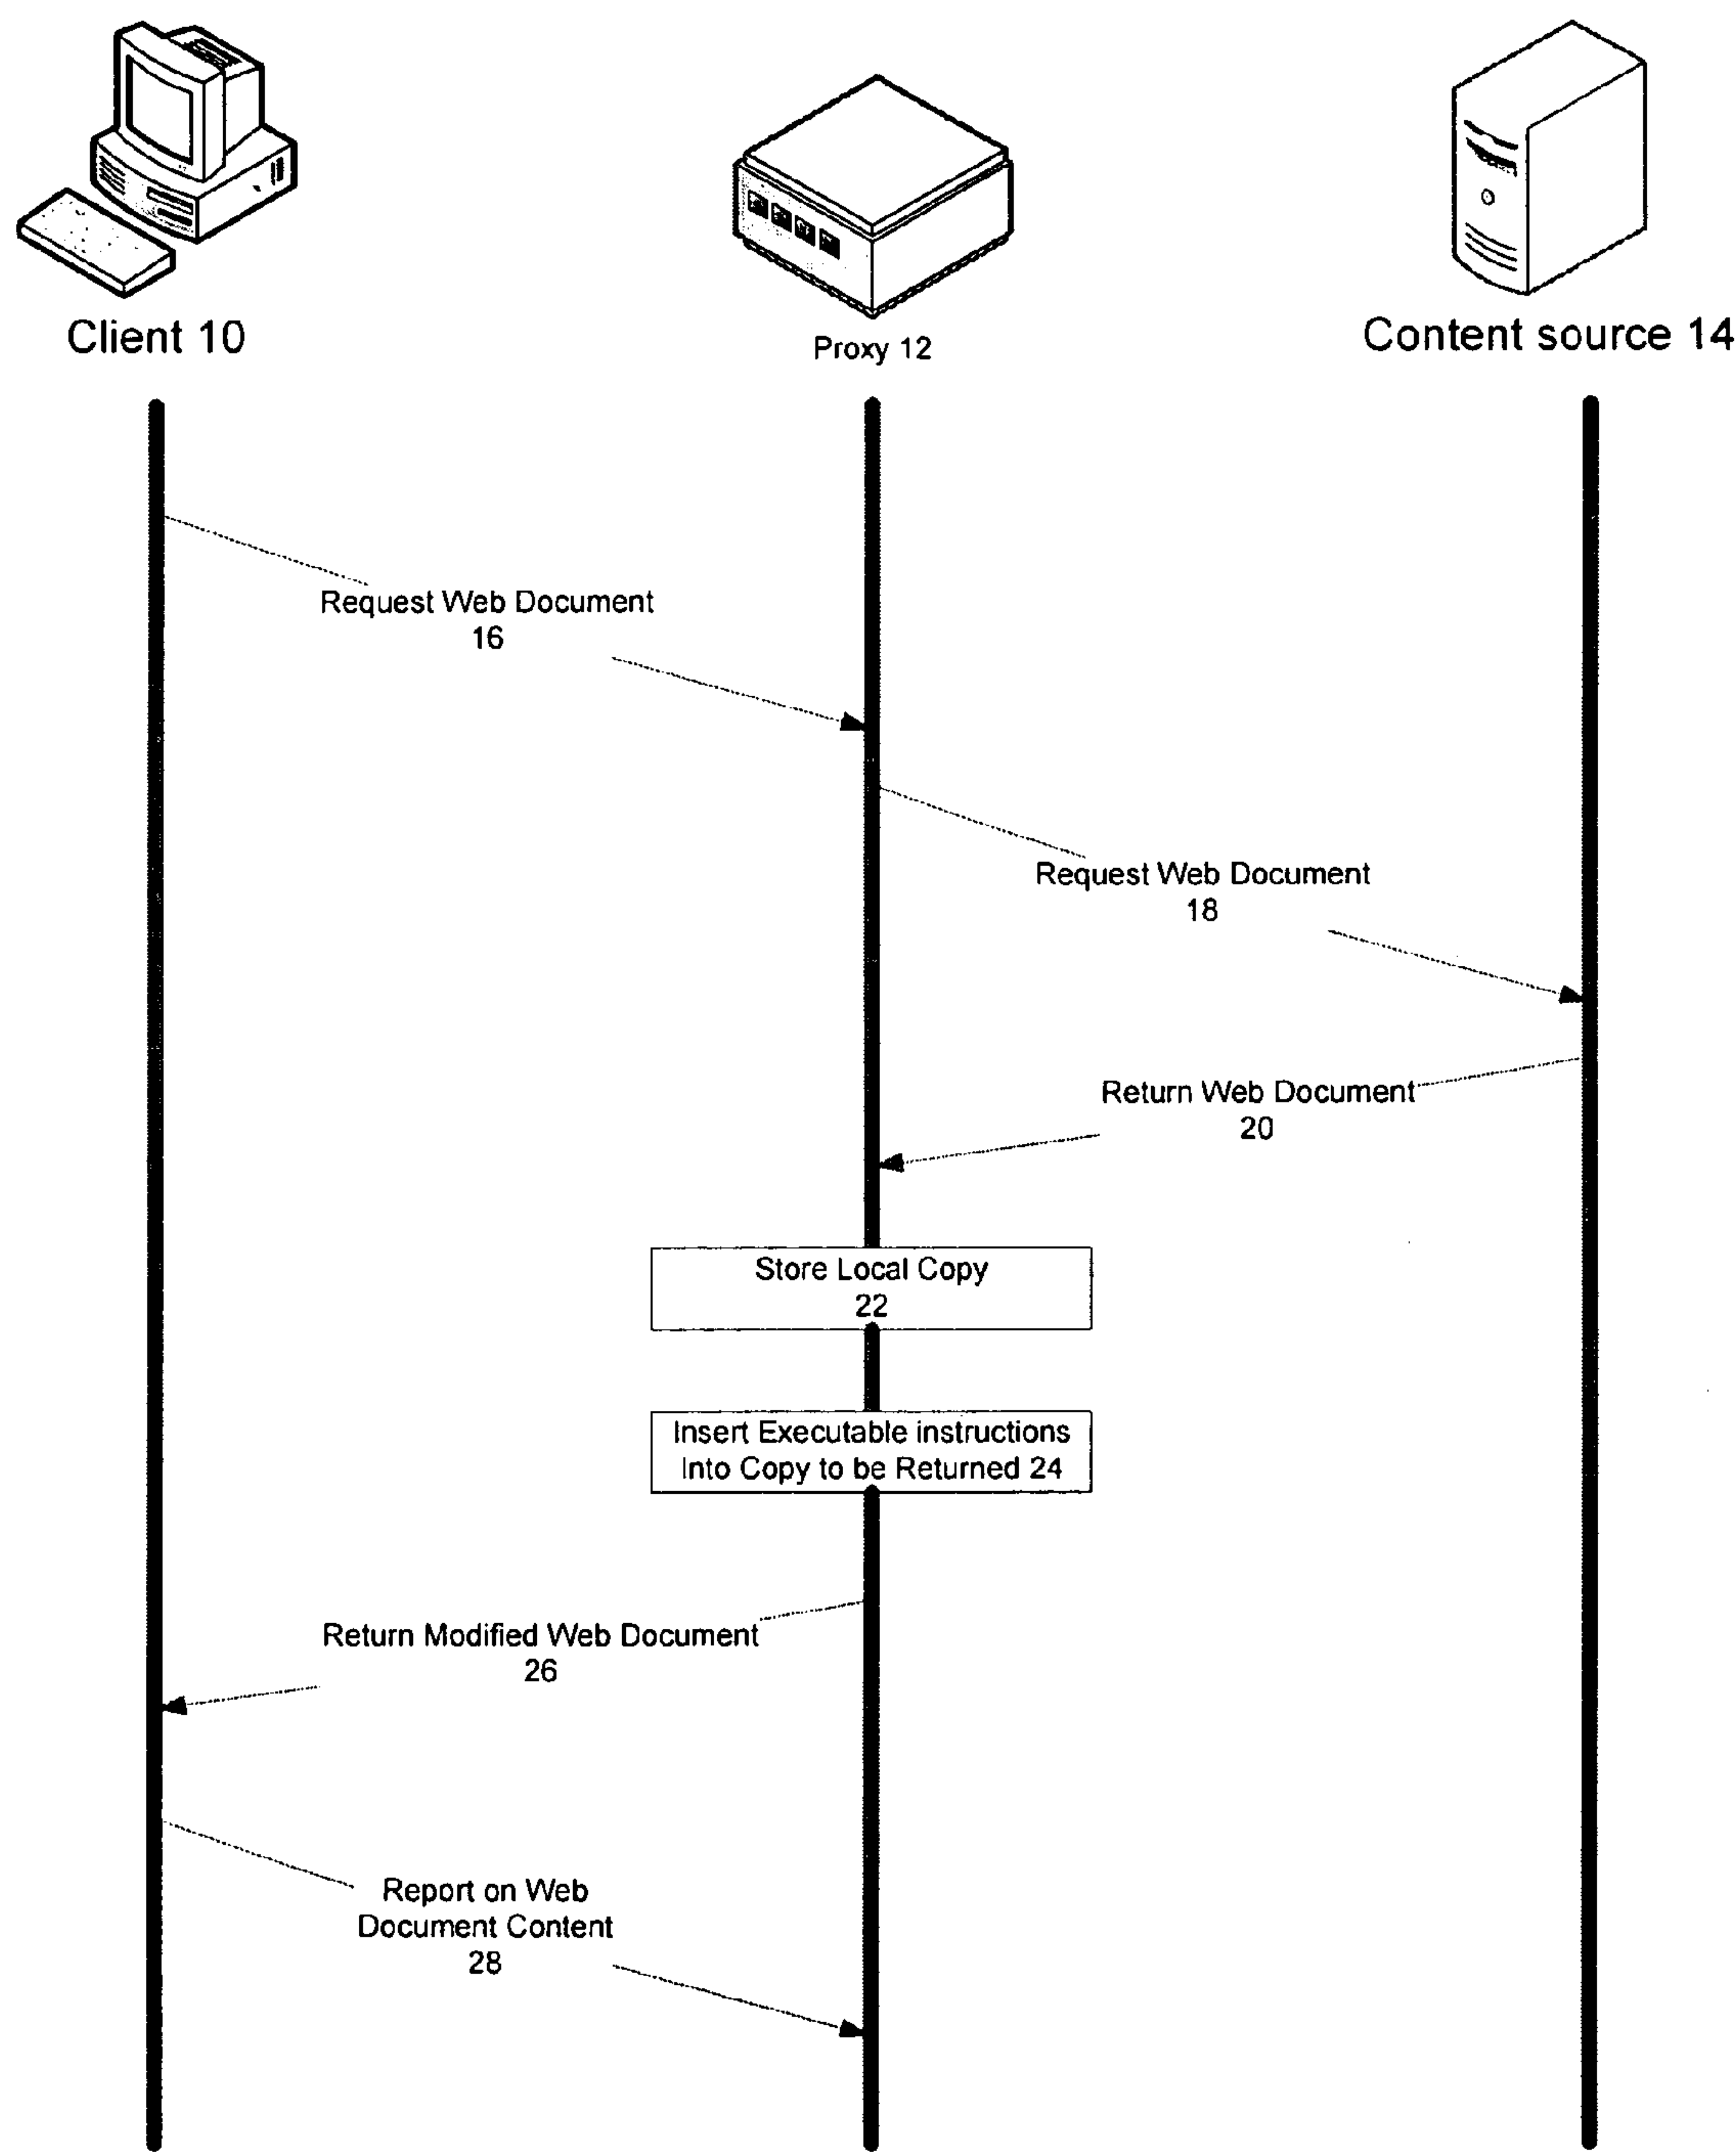 Client 10
Proxy 12
Content source 14
Request Web Document
16
Request Web Document
18
Return Web Document
20
Store Local Copy
22
Insert Executable instructions
Into Copy to be Returned 24
Return Modified Web Document
26
Report on Web
Document Content
28